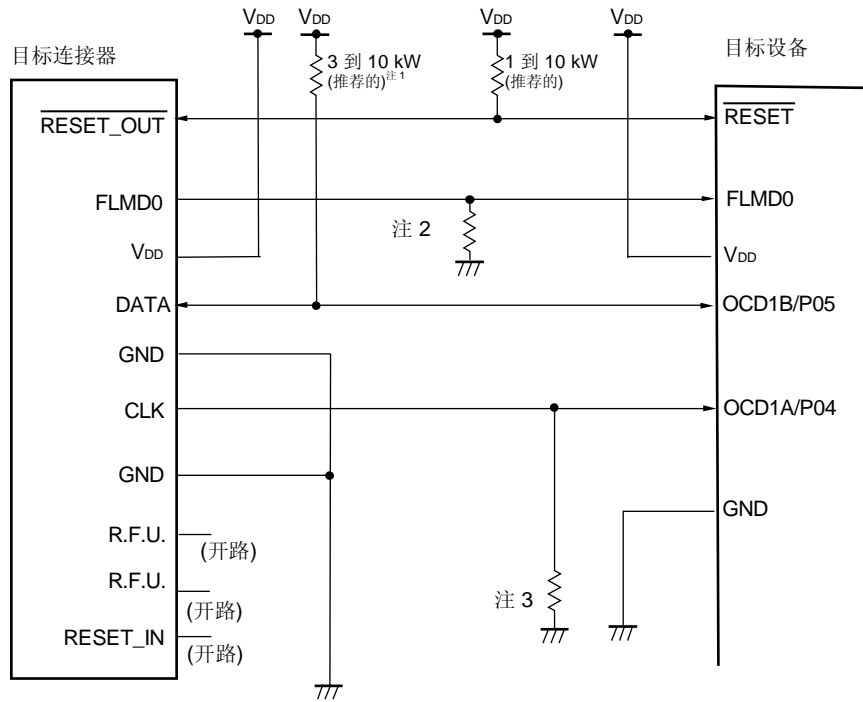 VDD VDD VDD VDD
目标连接器
3 到 10 kW
(推荐的)注 1
1 到 10 kW
(推荐的)
目标设备
RESET_OUT
RESET
FLMD0
注 2
FLMD0
VDD
VDD
DATA
OCD1B/P05
GND
CLK
OCD1A/P04
GND
GND
R.F.U.
(开路)
R.F.U.
(开路)
注 3
RESET_IN
(开路)